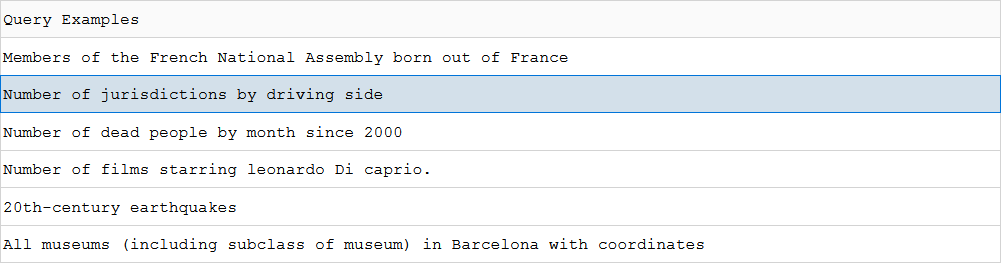 Query Examples
Members of the French National Assembly born out of France
Number of jurisdictions by driving side
Number of dead people by month since 2000
Number of films starring leonardo Di caprio.
20th-century earthquakes
All museums (including subclass of museum) in Barcelona with coordinates